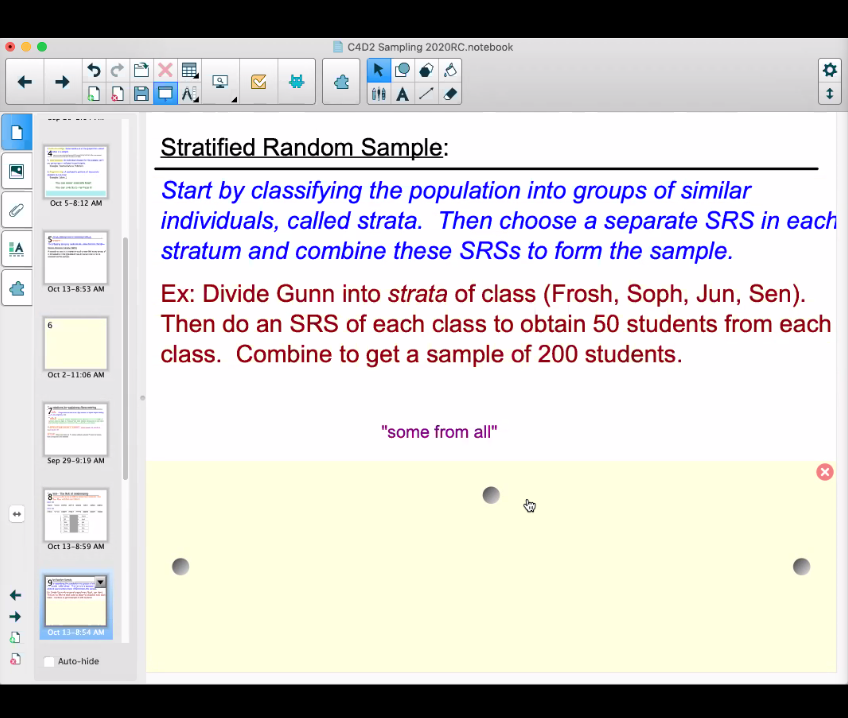 C4D2 Sampling 2020RC.notebook
Stratified Random Sample:
Start by classifying the population into groups of similar
individuals, called strata.  Then choose a separate SRS in each
stratum and combine these SRSs to form the sample.
Ex: Divide Gunn into strata of class (Frosh, Soph, Jun, Sen).
Then do an SRS of each class to obtain 50 students from each
class.  Combine to get a sample of 200 students.
"some from all"
4
Oct 5-8:12 AM
5
Oct 13-8:53 AM
6
Oct 2-11:06 AM
7
Sep 29-9:19 AM
8
Oct 13-8:59 AM
9
Oct 13-8:54 AM
Auto-hide